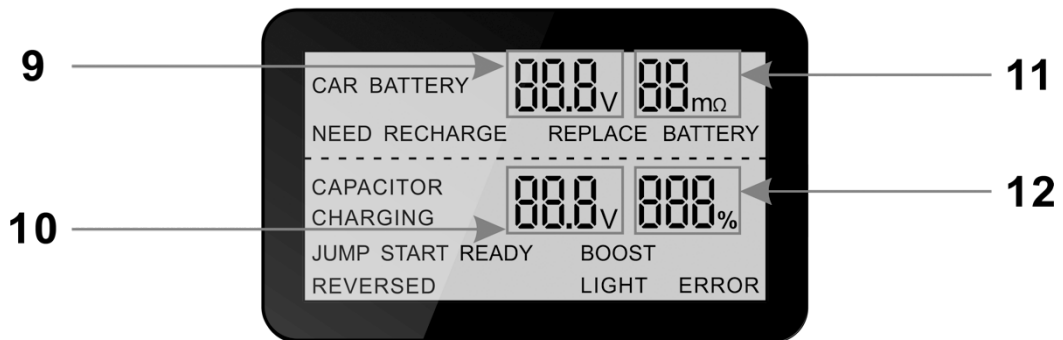 9
11
CAR BATTERY 88.8V 88mΩ
NEED RECHARGE REPLACE BATTERY
CAPACITOR
CHARGING 88.8V 888%
10
12
JUMP START READY BOOST
REVERSED LIGHT ERROR